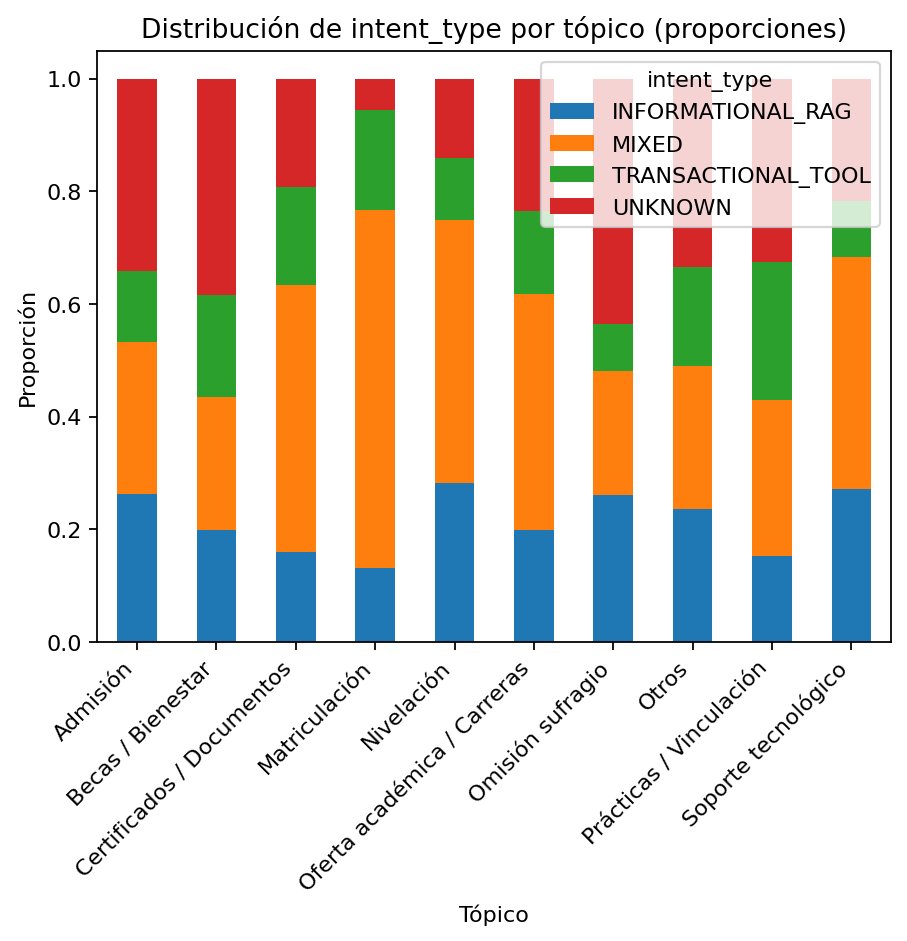 Distribución de intent_type por tópico (proporciones)
intent_type
INFORMATIONAL_RAG
MIXED
TRANSACTIONAL_TOOL
UNKNOWN
Proporción
1.0
0.8
0.6
0.4
0.2
0.0
Admisión
Becas / Bienestar
Certificados / Documentos
Matriculación
Nivelación
Oferta académica / Carreras
Omisión sufragio
Otros
Prácticas / Vinculación
Soporte tecnológico
Tópico